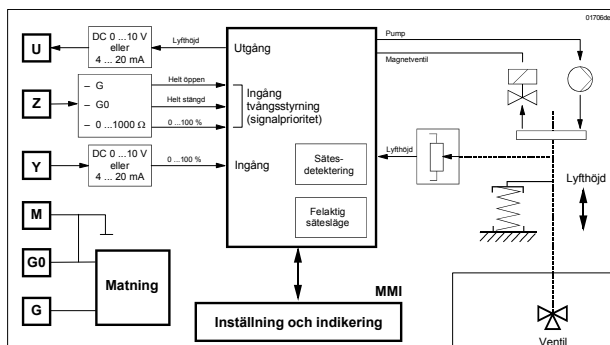 01706de
U
DC 0 ...10 V
eller
4 ... 20 mA
Lyfthöjd
Utgång
Pump
Magnetventil
Z
– G
– G0
– 0 ...1000 Ω
Helt öppen
Helt stängd
0 ...100 %
Ingång
tvångsstyrning
(signalprioritet)
Y
DC 0 ...10 V
eller
4 ... 20 mA
0 ...100 %
Ingång
Sätes-
detektering
Felaktig
sätesläge
Lyfthöjd
Lyfthöjd
M
G0
G
Matning
MMI
Inställning och indikering
Ventil